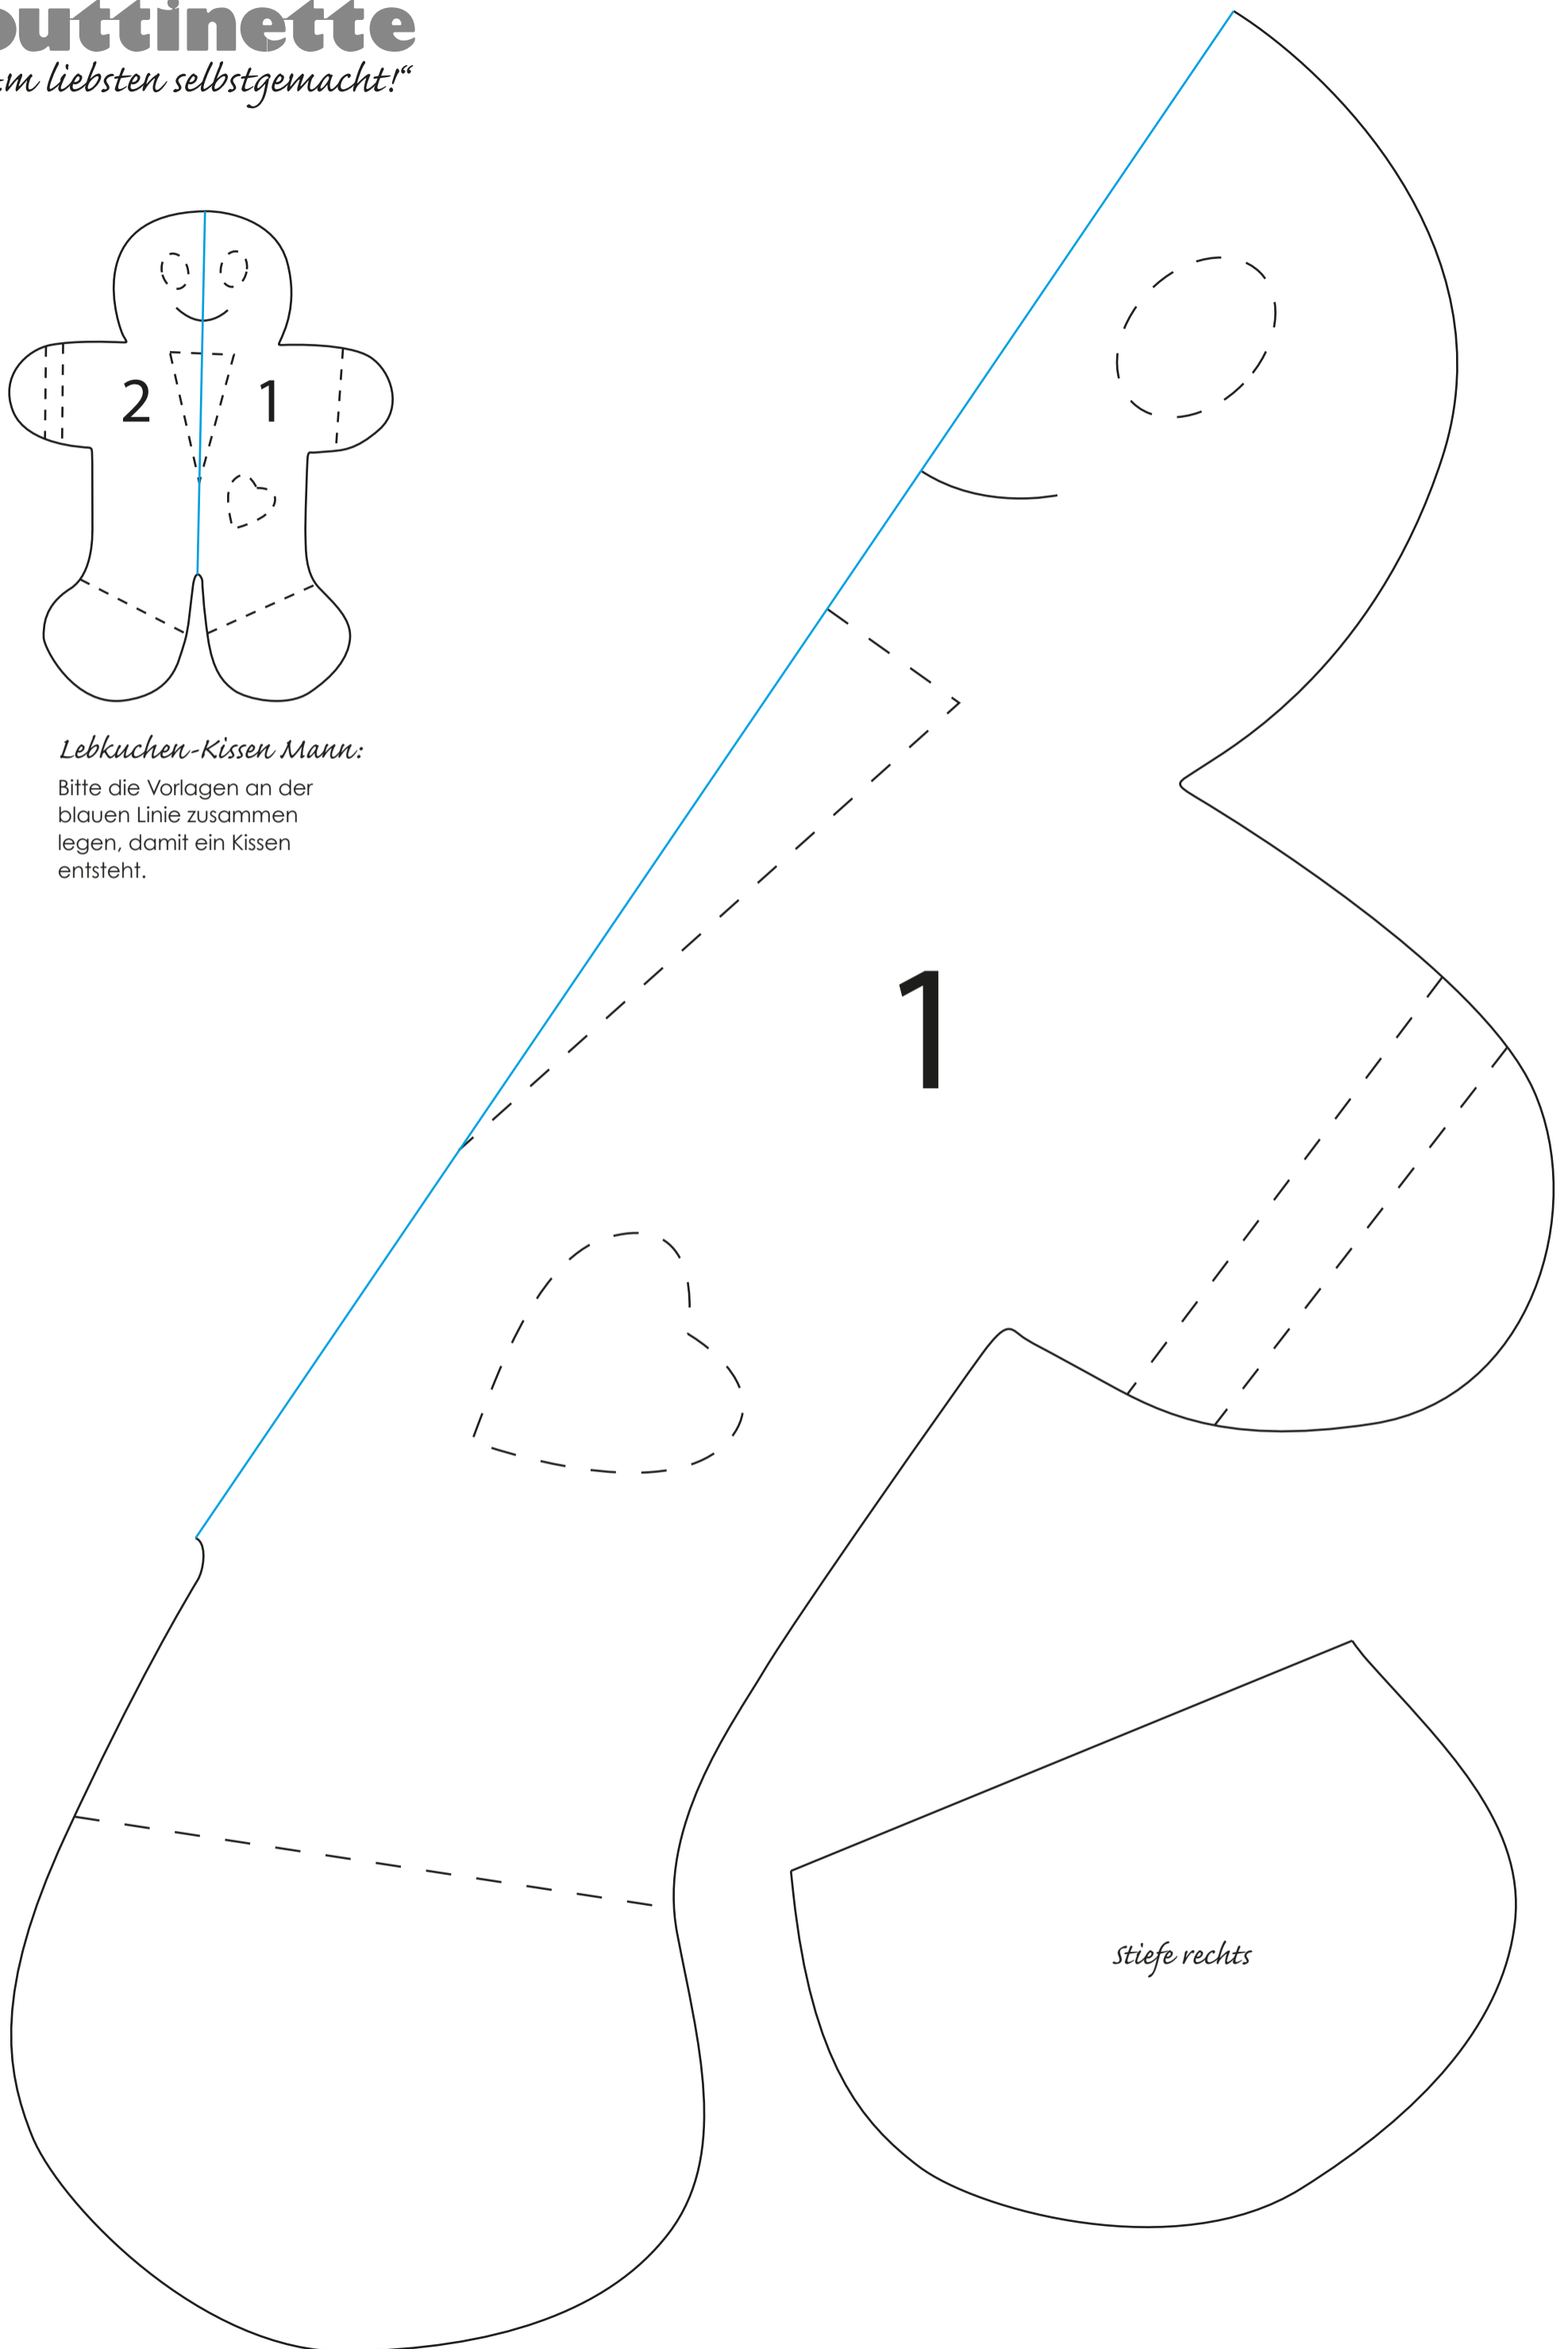 buttinette
m liebsten selbstgemacht!“
2 1
Lebkuchen-Kissen Mann:
Bitte die Vorlagen an der
blauen Linie zusammen
legen, damit ein Kissen
entsteht.
1
stiefe rechts